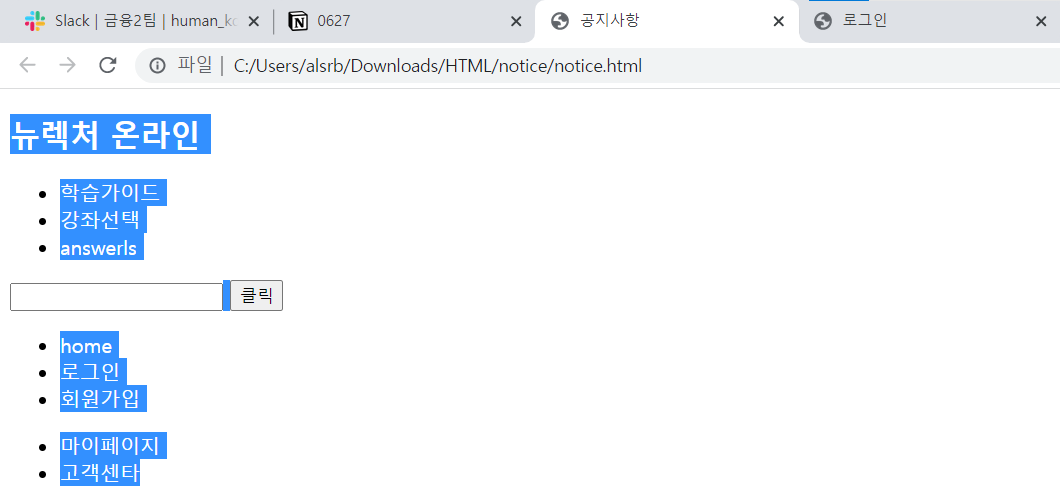 Slack | 금융2팀 | human_ko
0627
공지사항
로그인
파일 | C:/Users/alsrb/Downloads/HTML/notice/notice.html
뉴렉처 온라인
학습가이드
강좌선택
answerls
클릭
home
로그인
회원가입
마이페이지
고객센타